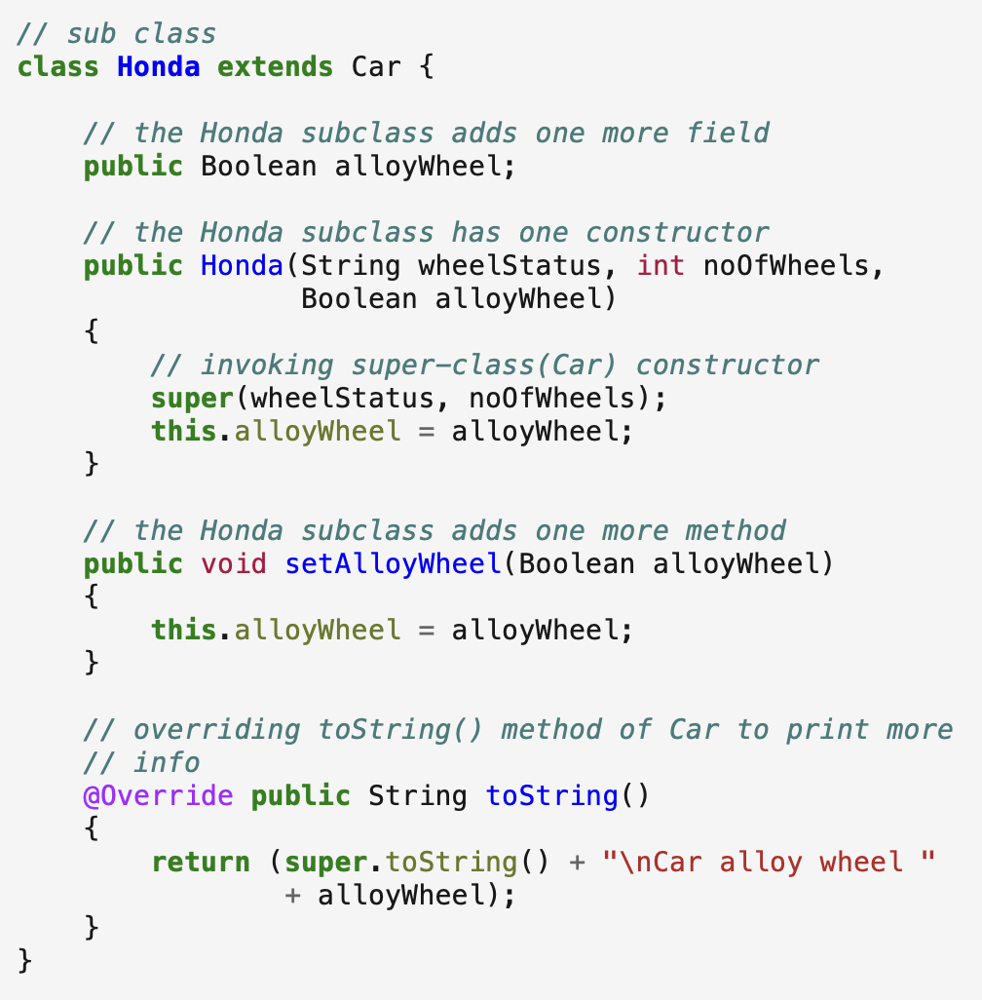 // sub class
class Honda extends Car {
// the Honda subclass adds one more field
public Boolean alloyWheel;
// the Honda subclass has one constructor
public Honda(String wheelStatus, int noOfWheels,
Boolean alloyWheel)
{
// invoking super-class(Car) constructor
super(wheelStatus, noOfWheels);
this.alloyWheel = alloyWheel;
}
// the Honda subclass adds one more method
public void setAlloyWheel(Boolean alloyWheel)
{
this.alloyWheel = alloyWheel;
}
// overriding toString() method of Car to print more
// info
@Override public String toString()
{
return (super.toString() + "\nCar alloy wheel "
+ alloyWheel);
}
}